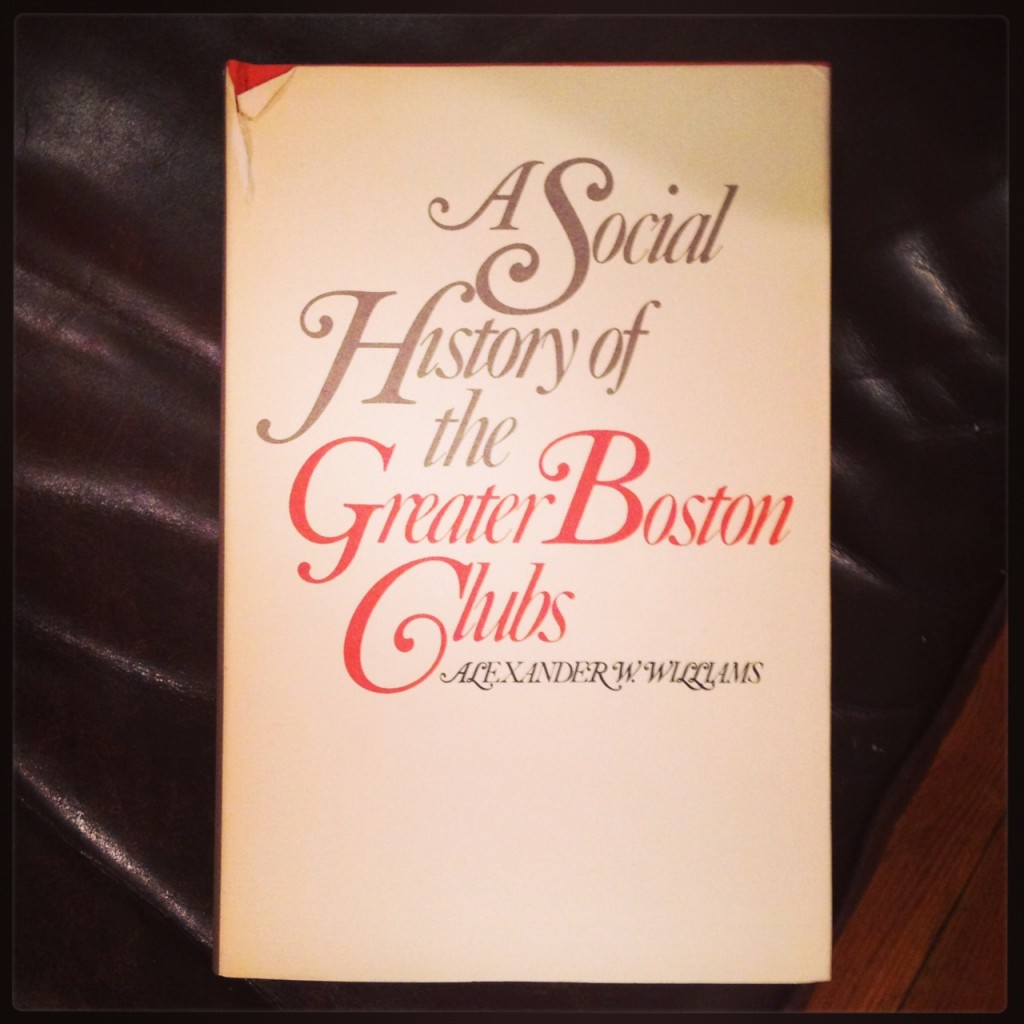 A Social
History of
the
Greater Boston
Clubs
ALEXANDER W. WILLIAMS